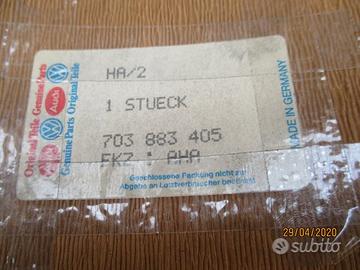 HA/2
1 STUECK
703 883 405
FKZ : AHA
Geschlossene Packung nicht zur
Abgabe an Letztverbraucher bestimmt
Original Teile Genuine Parts
Audi
Genuine Parts Original Teile
MADE IN GERMANY
29/04/2020
subito